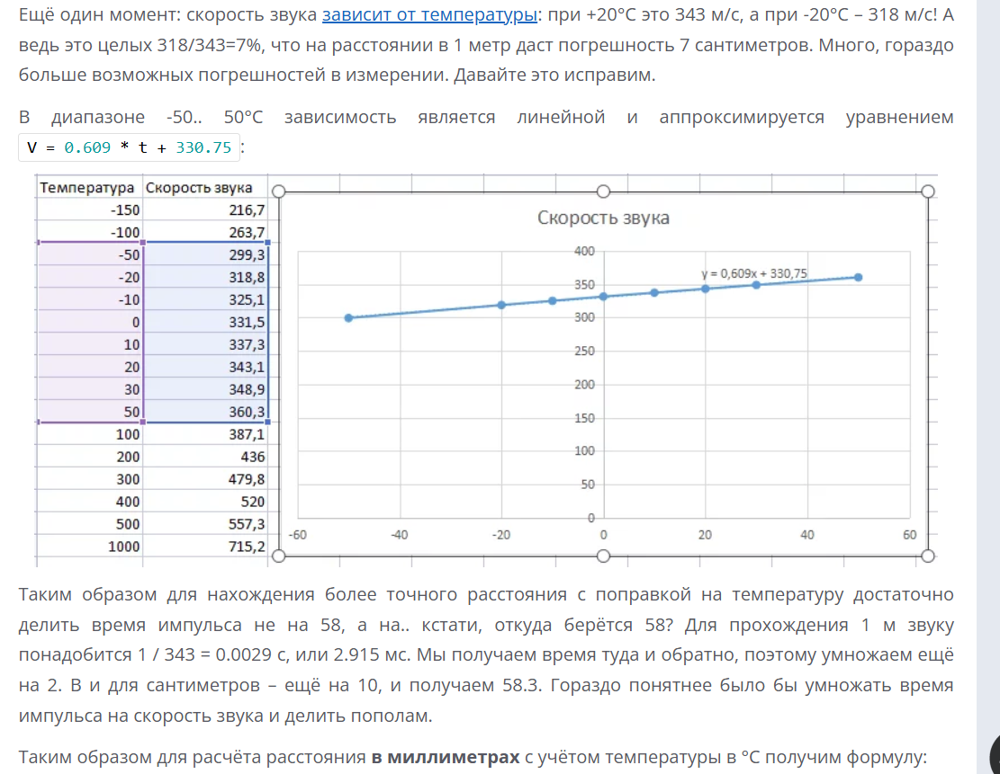 Ещё один момент: скорость звука зависит от температуры: при +20°C это 343 м/с, а при -20°C – 318 м/с! А
ведь это целых 318/343=7%, что на расстоянии в 1 метр даст погрешность 7 сантиметров. Много, гораздо
больше возможных погрешностей в измерении. Давайте это исправим.
В диапазоне -50.. 50°C зависимость является линейной и аппроксимируется уравнением
V = 0.609 * t + 330.75:
Температура Скорость звука
-150 216,7
-100 263,7
-50 299,3
-20 318,8
-10 325,1
0 331,5
10 337,3
20 343,1
30 348,9
50 360,3
100 387,1
200 436
300 479,8
400 520
500 557,3
1000 715,2
Скорость звука
y = 0,609x + 330,75
400
350
300
250
200
150
100
50
0
-60 -40 -20 0 20 40 60
Таким образом для нахождения более точного расстояния с поправкой на температуру достаточно
делить время импульса не на 58, а на.. кстати, откуда берётся 58? Для прохождения 1 м звуку
понадобится 1 / 343 = 0.0029 с, или 2.915 мс. Мы получаем время туда и обратно, поэтому умножаем ещё
на 2. В и для сантиметров – ещё на 10, и получаем 58.3. Гораздо понятнее было бы умножать время
импульса на скорость звука и делить пополам.
Таким образом для расчёта расстояния в миллиметрах с учётом температуры в °C получим формулу: